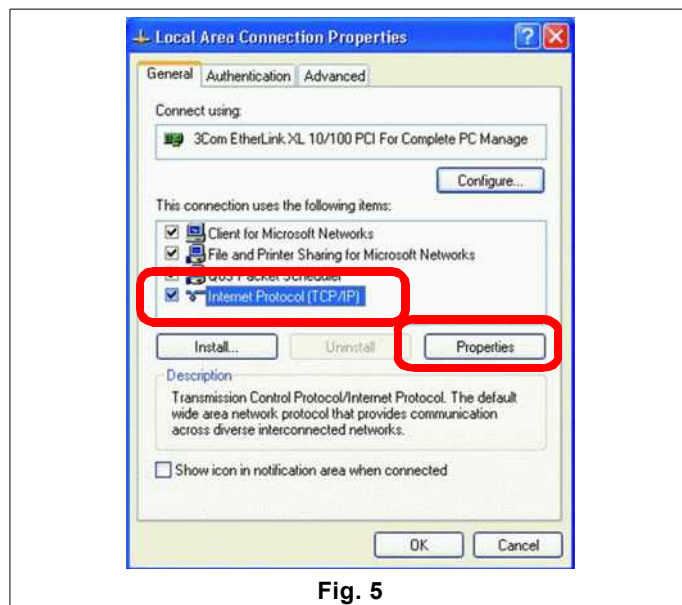 Local Area Connection Properties
General Authentication Advanced
Connect using:
3Com EtherLink XL 10/100 PCI For Complete PC Manage
Configure...
This connection uses the following items:
Client for Microsoft Networks
File and Printer Sharing for Microsoft Networks
QoS Packet Scheduler
Internet Protocol (TCP/IP)
Install... Uninstall Properties
Description
Transmission Control Protocol/Internet Protocol. The default
wide area network protocol that provides communication
across diverse interconnected networks.
Show icon in notification area when connected
OK Cancel
Fig. 5